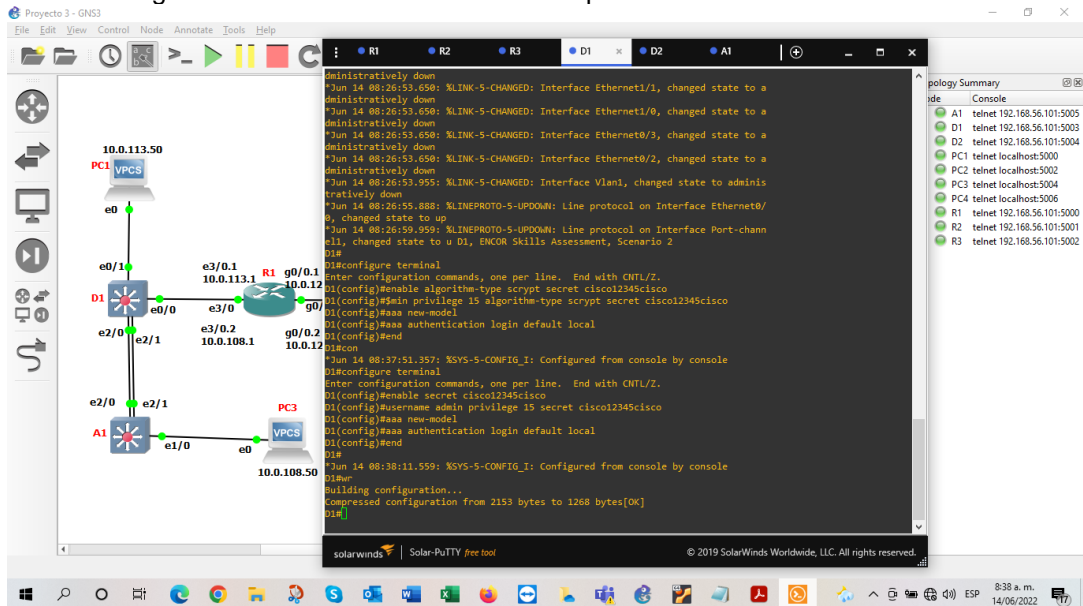 Proyecto 3 - GNS3
File Edit View Control Node Annotate Tools Help
R1 R2 R3 D1 × D2 A1
dministratively down
*Jun 14 08:26:53.650: %LINK-5-CHANGED: Interface Ethernet1/1, changed state to a
dministratively down
*Jun 14 08:26:53.650: %LINK-5-CHANGED: Interface Ethernet1/0, changed state to a
dministratively down
*Jun 14 08:26:53.650: %LINK-5-CHANGED: Interface Ethernet0/3, changed state to a
dministratively down
*Jun 14 08:26:53.650: %LINK-5-CHANGED: Interface Ethernet0/2, changed state to a
dministratively down
*Jun 14 08:26:53.955: %LINK-5-CHANGED: Interface Vlan1, changed state to adminis
tratively down
*Jun 14 08:26:55.888: %LINEPROTO-5-UPDOWN: Line protocol on Interface Ethernet0/
0, changed state to up
*Jun 14 08:26:59.959: %LINEPROTO-5-UPDOWN: Line protocol on Interface Port-chann
el1, changed state to u D1, ENCOR Skills Assessment, Scenario 2
D1#
D1#configure terminal
Enter configuration commands, one per line. End with CNTL/Z.
D1(config)#enable algorithm-type scrypt secret cisco12345cisco
D1(config)#$min privilege 15 algorithm-type scrypt secret cisco12345cisco
D1(config)#aaa new-model
D1(config)#aaa authentication login default local
D1(config)#end
D1#con
*Jun 14 08:37:51.357: %SYS-5-CONFIG_I: Configured from console by console
D1#configure terminal
Enter configuration commands, one per line. End with CNTL/Z.
D1(config)#enable secret cisco12345cisco
D1(config)#username admin privilege 15 secret cisco12345cisco
D1(config)#aaa new-model
D1(config)#aaa authentication login default local
D1(config)#end
D1#
*Jun 14 08:38:11.559: %SYS-5-CONFIG_I: Configured from console by console
D1#wr
Building configuration...
Compressed configuration from 2153 bytes to 1268 bytes[OK]
D1#
solarwinds Solar-PuTTY free tool © 2019 SolarWinds Worldwide, LLC. All rights reserved.
10.0.113.50
PC1
VPCS
e0
e0/1
D1
e0/0
e3/0.1
10.0.113.1
R1
g0/0.1
10.0.12
e3/0
g0/
e3/0.2
10.0.108.1
g0/0.2
10.0.12
e2/0
e2/1
e2/0
e2/1
A1
e1/0
PC3
VPCS
e0
10.0.108.50
pology Summary
de Console
A1 telnet 192.168.56.101:5005
D1 telnet 192.168.56.101:5003
D2 telnet 192.168.56.101:5004
PC1 telnet localhost:5000
PC2 telnet localhost:5002
PC3 telnet localhost:5004
PC4 telnet localhost:5006
R1 telnet 192.168.56.101:5000
R2 telnet 192.168.56.101:5001
R3 telnet 192.168.56.101:5002
ESP
8:38 a. m.
14/06/2022
17